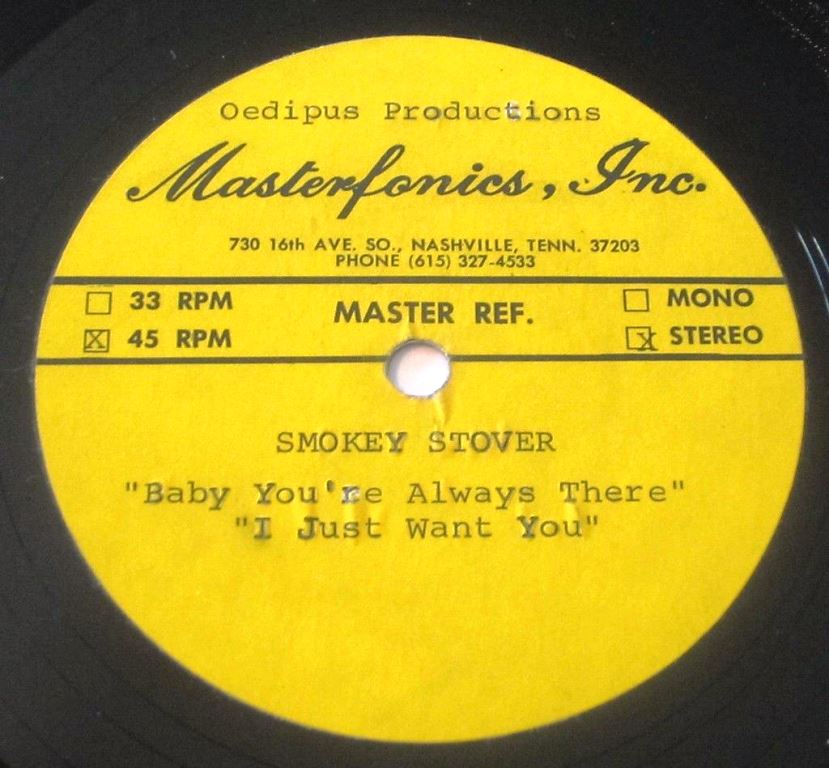 Oedipus Productions
Masterfonics, Inc.
730 16th AVE. SO., NASHVILLE, TENN. 37203
PHONE (615) 327-4533
33 RPM
MONO
MASTER REF.
X 45 RPM
X STEREO
SMOKEY STOVER
"Baby You're Always There"
"I Just Want You"